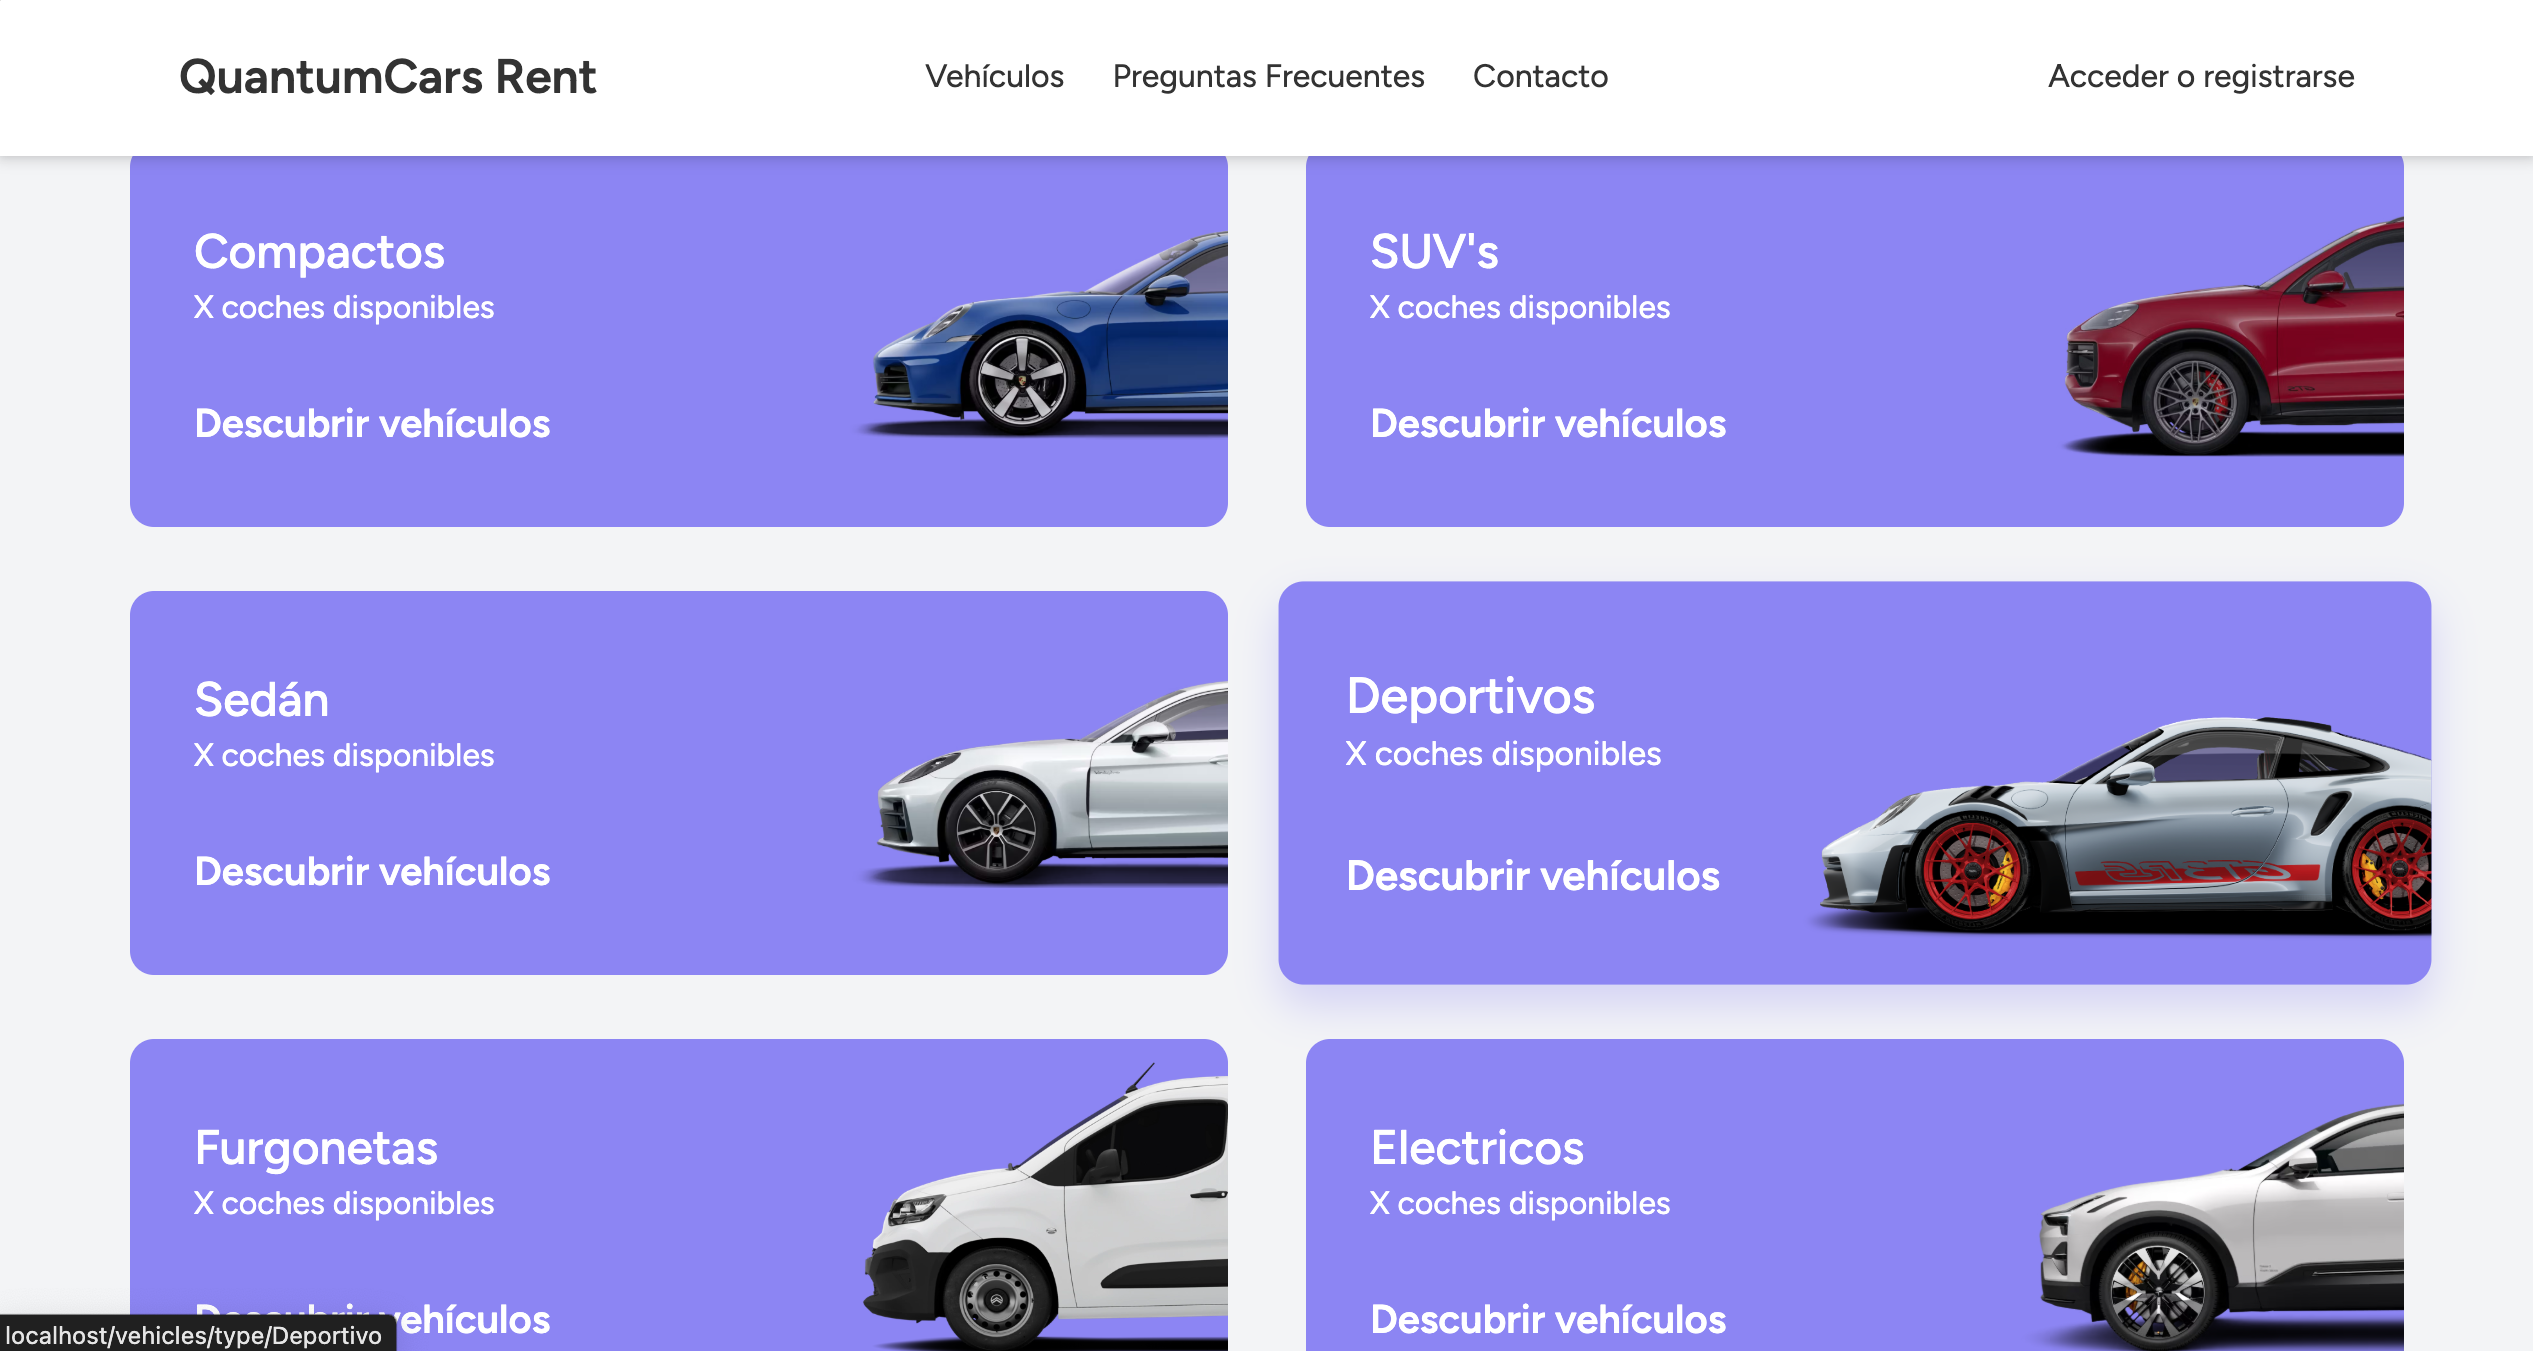 QuantumCars Rent
Vehículos
Preguntas Frecuentes
Contacto
Acceder o registrarse
Compactos
X coches disponibles
Descubrir vehículos
SUV's
X coches disponibles
Descubrir vehículos
Sedán
X coches disponibles
Descubrir vehículos
Deportivos
X coches disponibles
Descubrir vehículos
Furgonetas
X coches disponibles
Descubrir vehículos
Electricos
X coches disponibles
Descubrir vehículos
localhost/vehicles/type/Deportivo